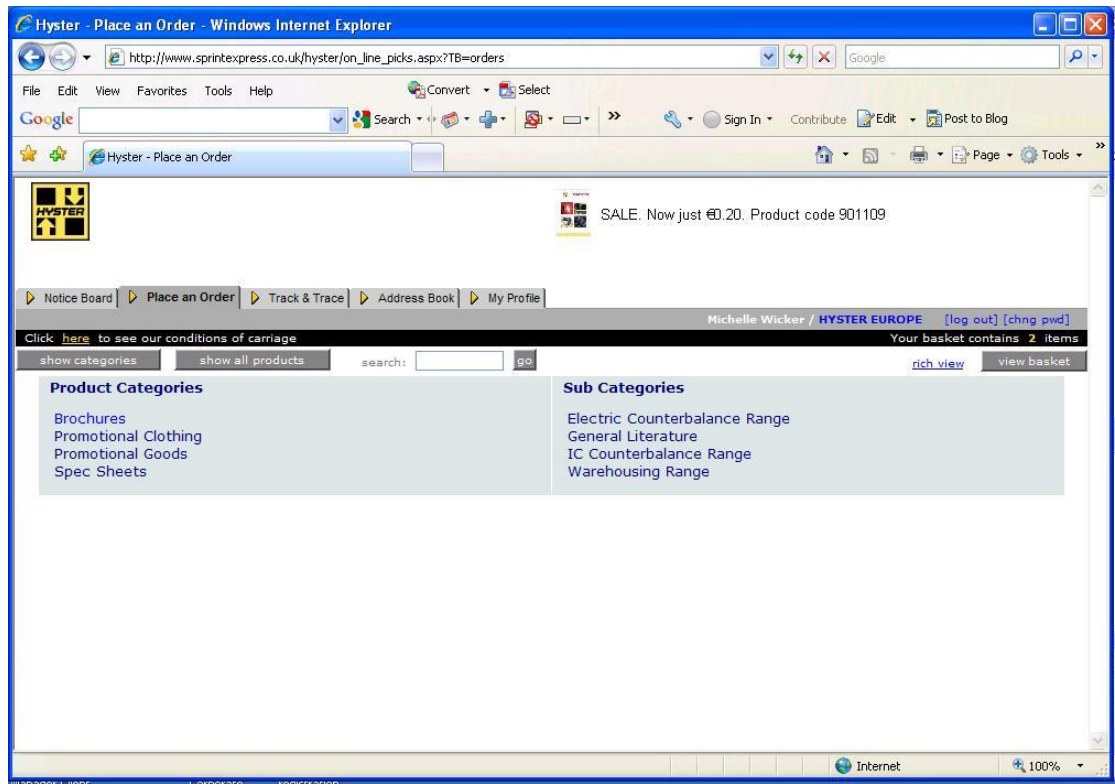 Hyster - Place an Order - Windows Internet Explorer
http://www.sprintexpress.co.uk/hyster/on_line_picks.aspx?TB=orders
Google
File Edit View Favorites Tools Help
Convert Select
Google
Search
»
Sign In
Contribute Edit
Post to Blog
Hyster - Place an Order
Page Tools »
HYSTER
SALE. Now just €0.20. Product code 901109
Notice Board Place an Order Track & Trace Address Book My Profile
Michelle Wicker / HYSTER EUROPE [log out] [chng pwd]
Click here to see our conditions of carriage
Your basket contains 2 items
show categories show all products search: go rich view view basket
Product Categories
Sub Categories
Brochures
Promotional Clothing
Promotional Goods
Spec Sheets
Electric Counterbalance Range
General Literature
IC Counterbalance Range
Warehousing Range
Internet 100%